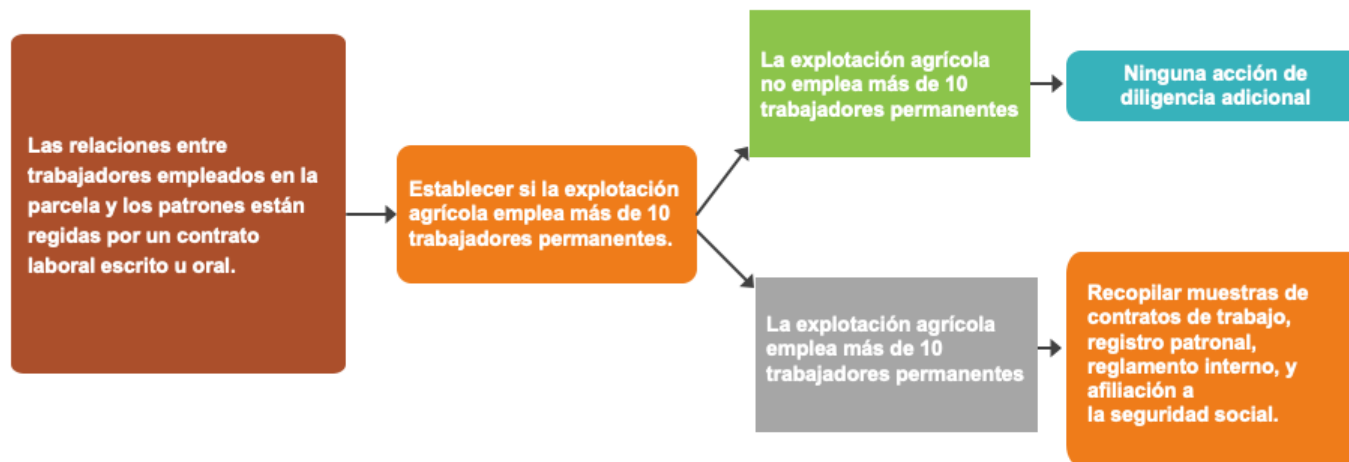 Las relaciones entre
trabajadores empleados en la
parcela y los patrones están
regidas por un contrato
laboral escrito u oral.
Establecer si la explotación
agrícola emplea más de 10
trabajadores permanentes.
La explotación agrícola
no emplea más de 10
trabajadores permanentes
Ninguna acción de
diligencia adicional
La explotación agrícola
emplea más de 10
trabajadores permanentes
Recopilar muestras de
contratos de trabajo,
registro patronal,
reglamento interno, y
afiliación a
la seguridad social.